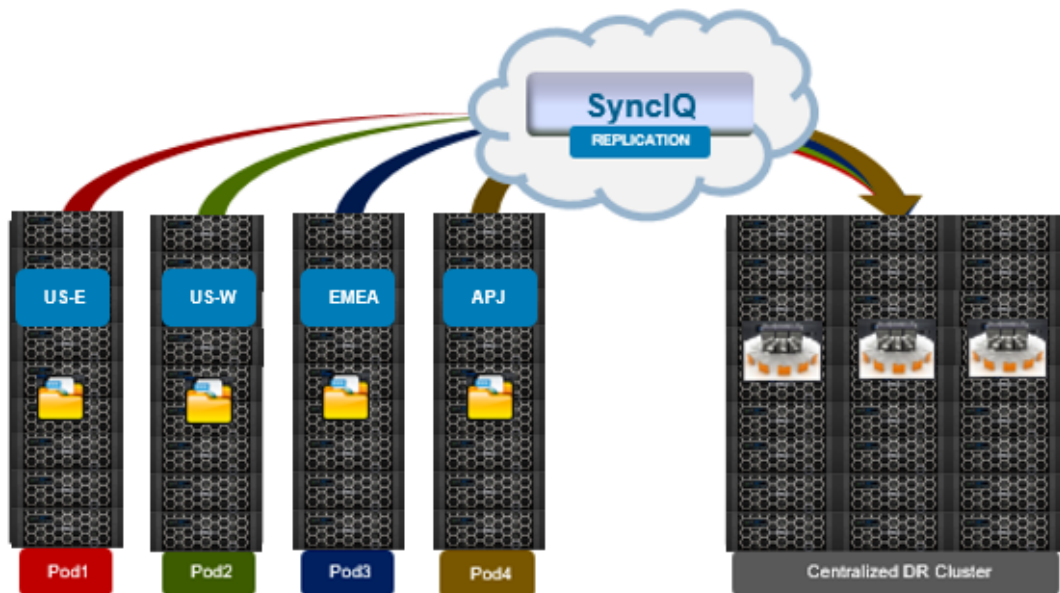 SyncIQ
REPLICATION
US-E
US-W
EMEA
APJ
Pod1
Pod2
Pod3
Pod4
Centralized DR Cluster